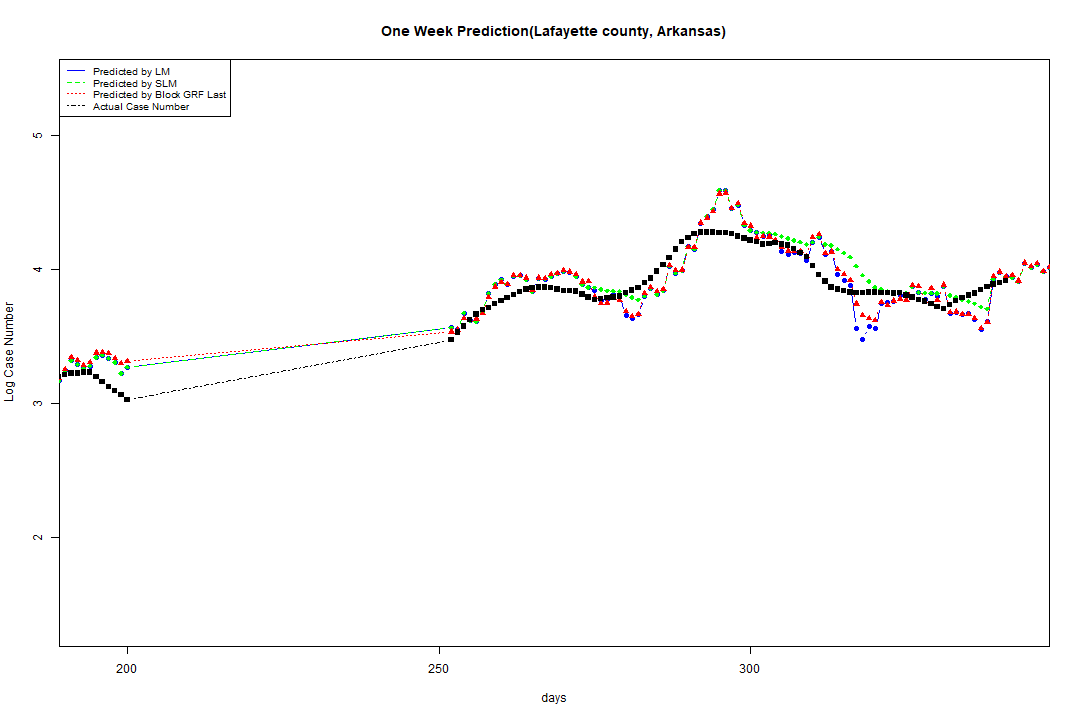 One Week Prediction(Lafayette county, Arkansas)
Predicted by LM
Predicted by SLM
Predicted by Block GRF Last
Actual Case Number
5
4
3
2
Log Case Number
200 250 300
days